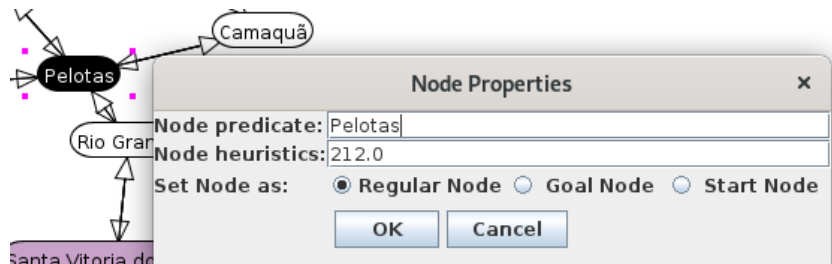 Camaquã
Pelotas
Node Properties
×
Node predicate: Pelotas
Rio Gran
Node heuristics: 212.0
Set Node as: Regular Node Goal Node Start Node
OK Cancel
Santa Vitoria do